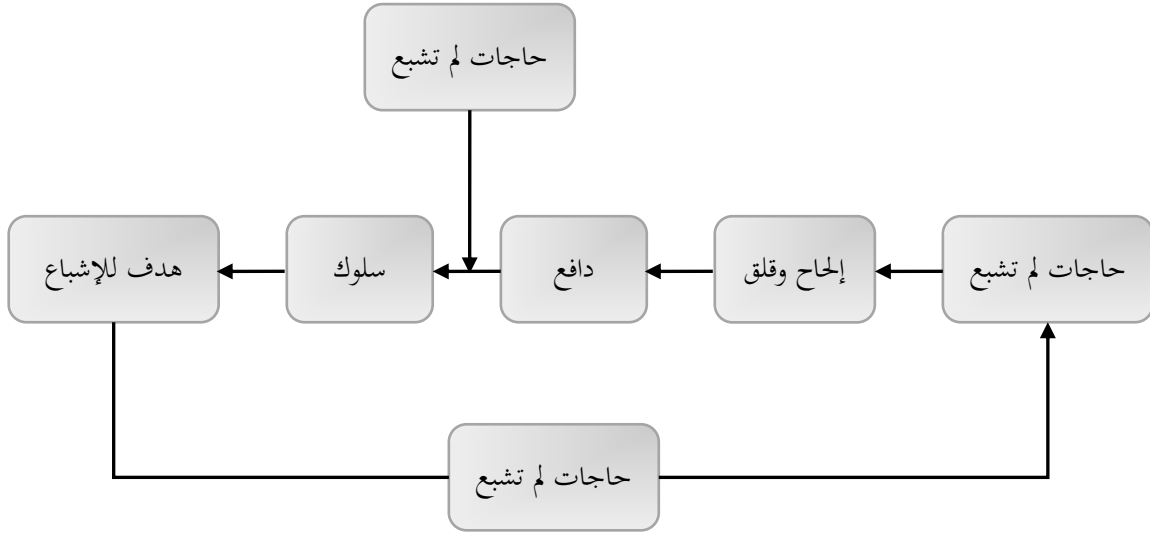 حاجات لم تشبع
حاجات لم تشبع
إلحاح وقلق
دافع
سلوك
هدف للإشباع
حاجات لم تشبع